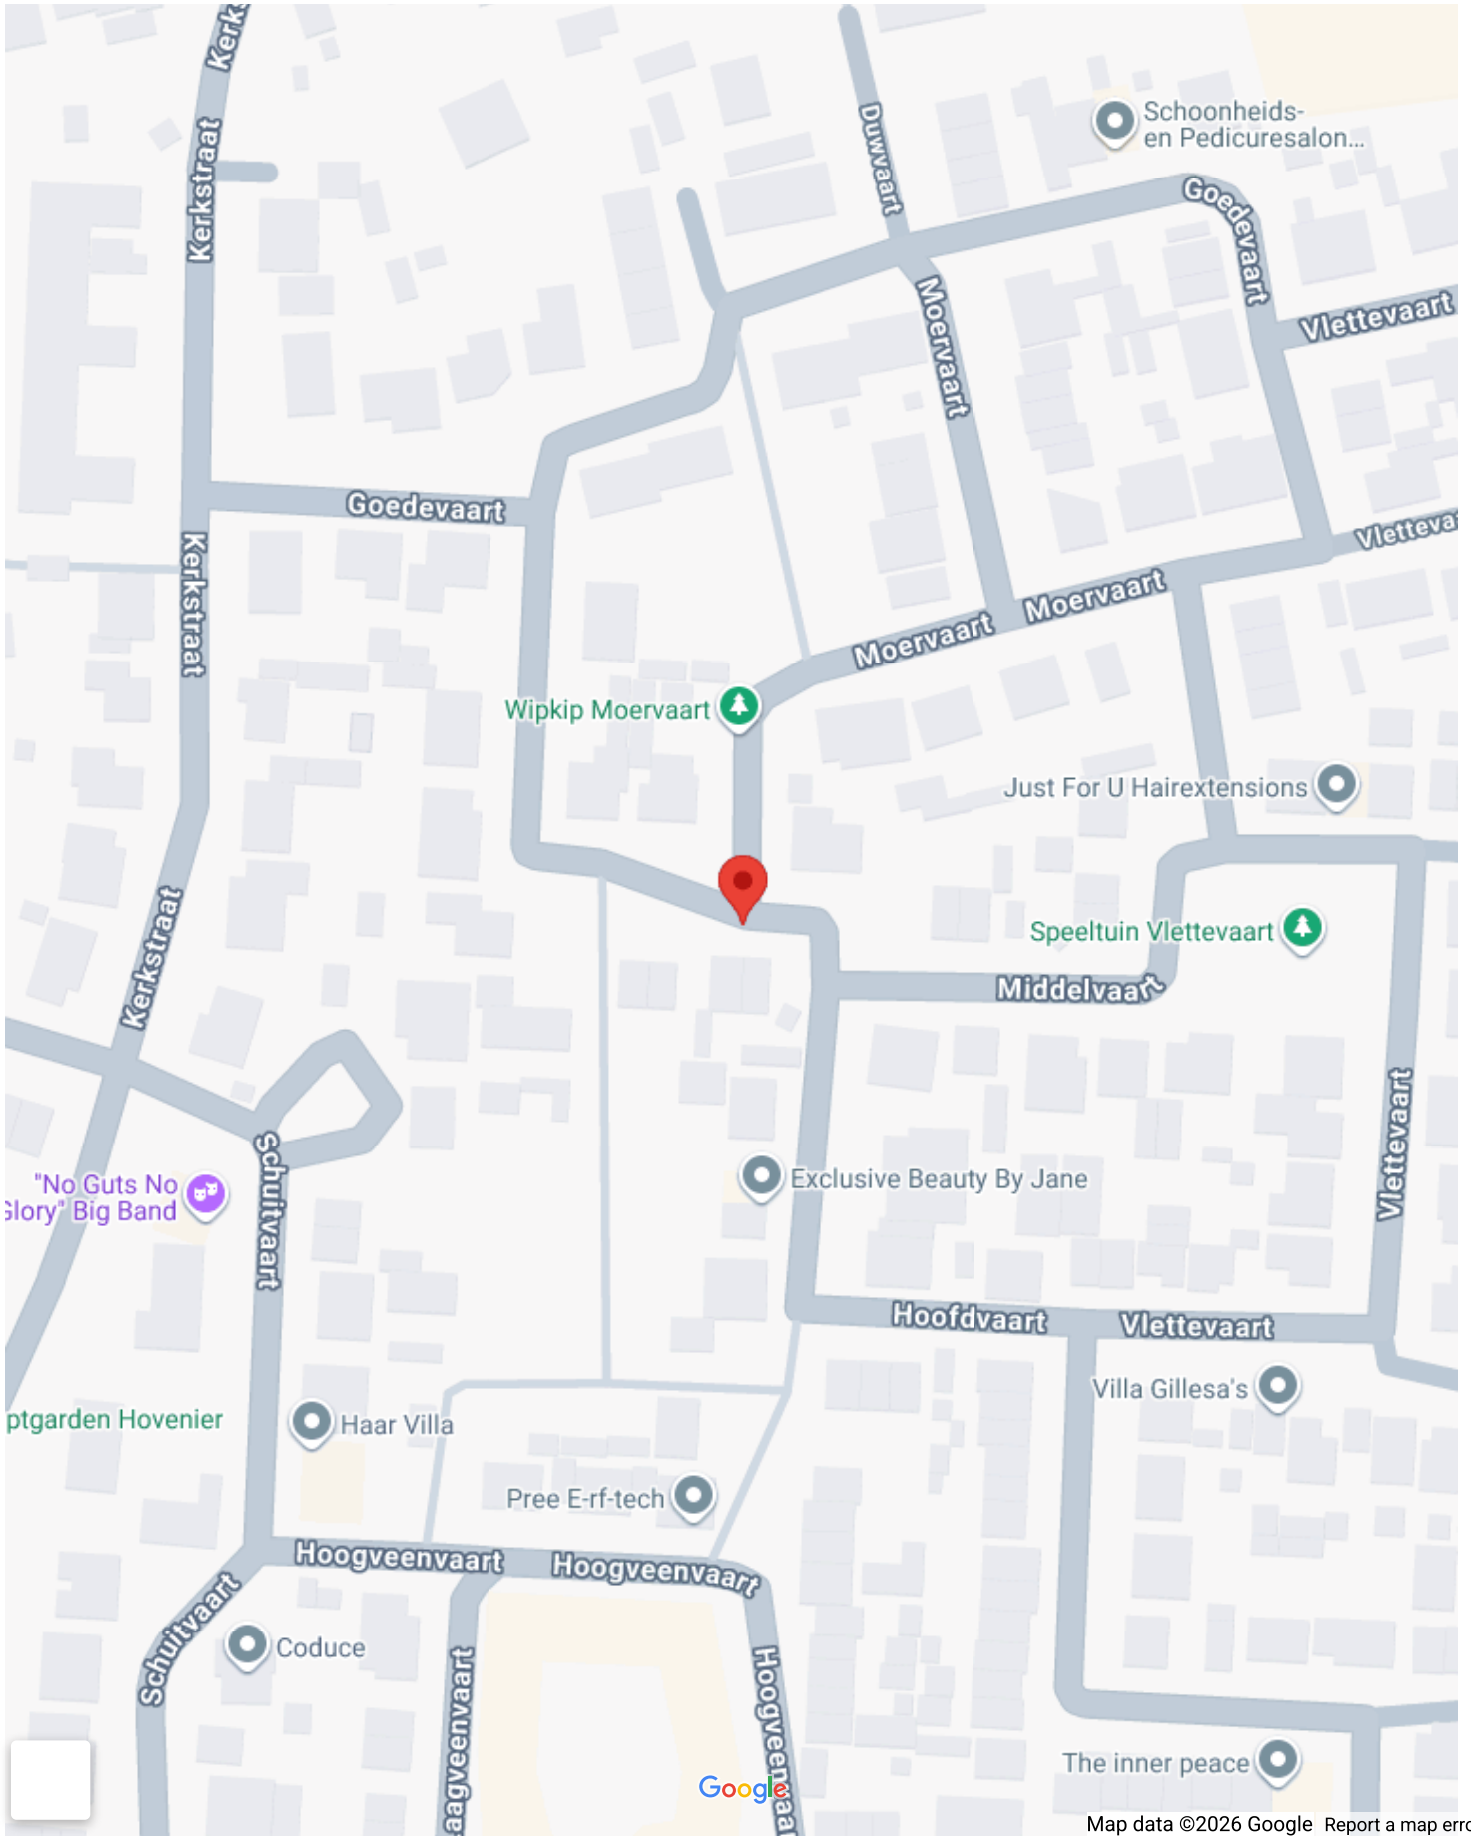 Kerks
Duwvaart
Schoonheids-
en Pedicuresalon...
Kerkstraat
Goedevaart
Moervaart
Vlettevaart
Goedevaart
Vletteva
Kerkstraat
Moervaart
Moervaart
Wipkip Moervaart
Just For U Hairextensions
Kerkstraat
Speeltuin Vlettevaart
Middelvaart
Vlettevaart
Schuitvaart
"No Guts No
Glory" Big Band
Exclusive Beauty By Jane
Hoofdvaart
Vlettevaart
Villa Gillesa's
ptgarden Hovenier
Haar Villa
Pree E-rf-tech
Hoogveenvaart
Hoogveenvaart
Schuitvaart
Coduce
aagveenvaart
Hoogveenvaa
The inner peace
Google
Map data ©2026 Google
Report a map erro